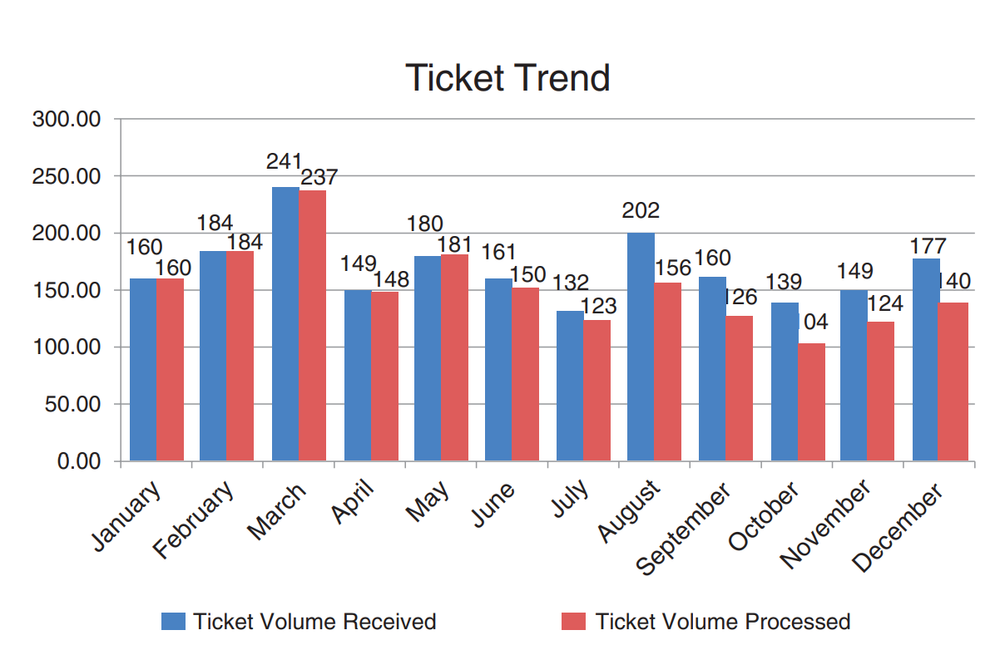 Ticket Trend
300.00
250.00
200.00
150.00
100.00
50.00
0.00
160
160
184
184
241
237
149
148
180
181
161
150
132
123
202
156
160
126
139
104
149
124
177
140
January
February
March
April
May
June
July
August
September
October
November
December
Ticket Volume Received
Ticket Volume Processed